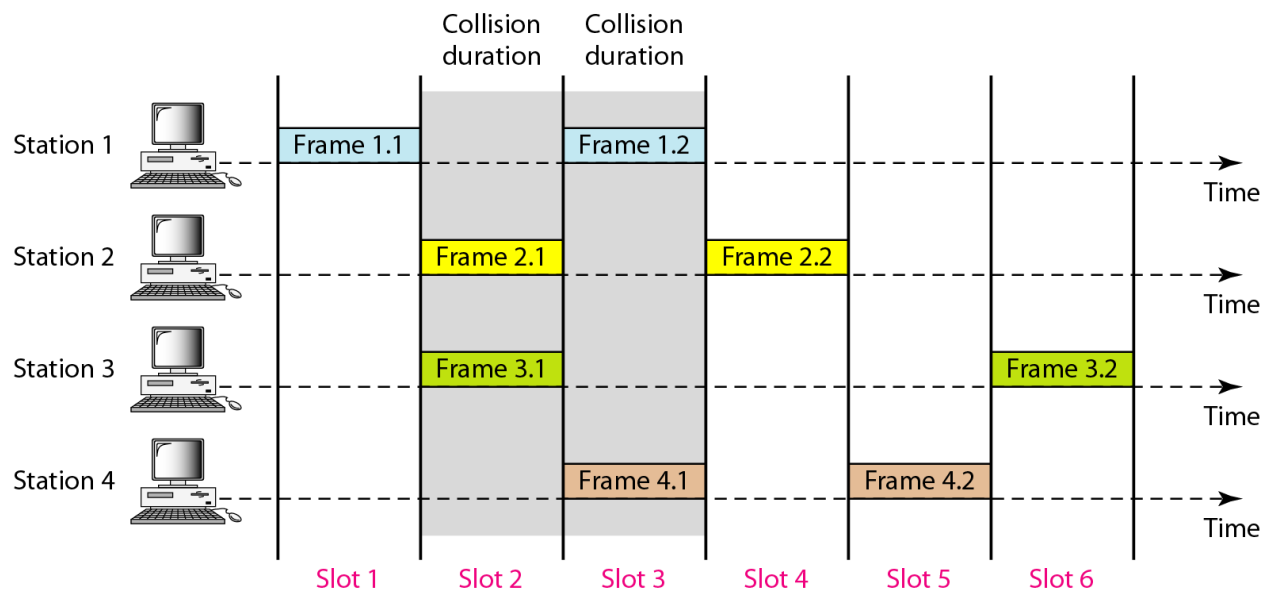 Collision
duration
Collision
duration
Station 1
Frame 1.1
Frame 1.2
Time
Station 2
Frame 2.1
Frame 2.2
Time
Station 3
Frame 3.1
Frame 3.2
Time
Station 4
Frame 4.1
Frame 4.2
Time
Slot 1
Slot 2
Slot 3
Slot 4
Slot 5
Slot 6